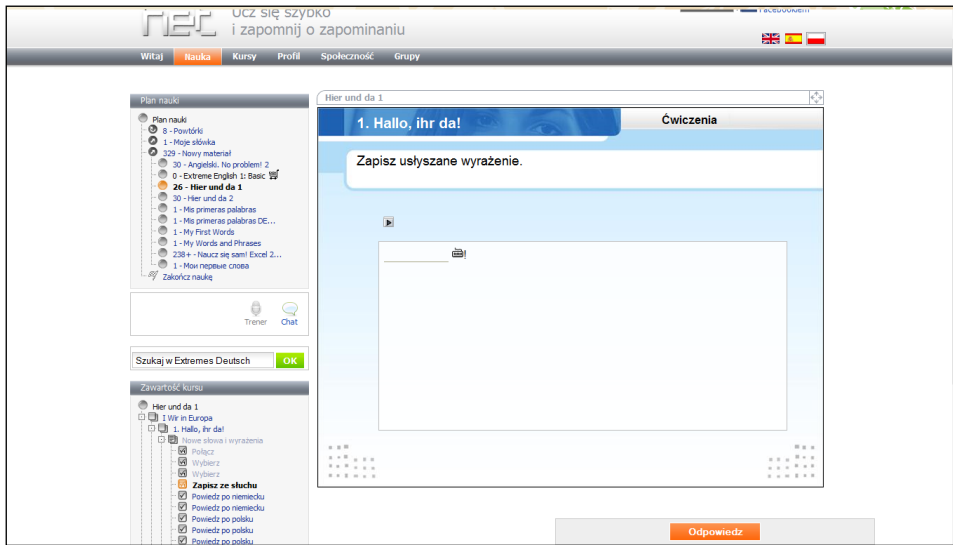 net
Ucz się szybko
i zapomnij o zapominaniu
Facebookiem
Witaj Nauka Kursy Profil Społeczność Grupy
Plan nauki
Plan nauki
8 - Powtórki
1 - Moje słówka
329 - Nowy materiał
30 - Angielski. No problem! 2
0 - Extreme English 1: Basic
26 - Hier und da 1
30 - Hier und da 2
1 - Mis primeras palabras
1 - Mis primeras palabras DE...
1 - My First Words
1 - My Words and Phrases
238+ - Naucz się sam! Excel 2...
1 - Мои первые слова
Zakończ naukę
Trener Chat
Szukaj w Extremes Deutsch OK
Zawartość kursu
Hier und da 1
I Wir in Europa
1. Hallo, ihr da!
Nowe słowa i wyrażenia
Połącz
Wybierz
Wybierz
Zapisz ze słuchu
Powiedz po niemiecku
Powiedz po niemiecku
Powiedz po polsku
Powiedz po polsku
Powiedz po polsku
Hier und da 1
1. Hallo, ihr da! Ćwiczenia
Zapisz usłyszane wyrażenie.
!
Odpowiedz